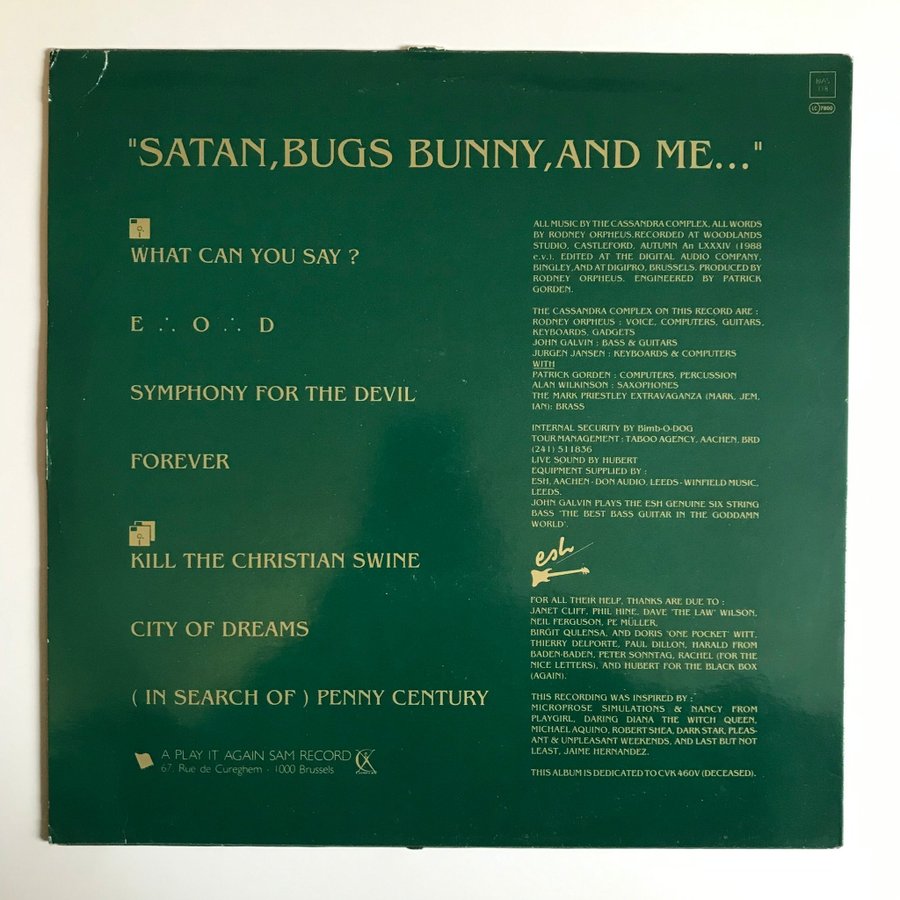 BIAS
LC 7800
"SATAN,BUGS BUNNY,AND ME..."
WHAT CAN YOU SAY ?
E ∴ O ∴ D
SYMPHONY FOR THE DEVIL
FOREVER
KILL THE CHRISTIAN SWINE
CITY OF DREAMS
( IN SEARCH OF ) PENNY CENTURY
A PLAY IT AGAIN SAM RECORD
67, Rue de Cureghem - 1000 Brussels
ALL MUSIC BY THE CASSANDRA COMPLEX, ALL WORDS
BY RODNEY ORPHEUS.RECORDED AT WOODLANDS
STUDIO, CASTLEFORD, AUTUMN An LXXXIV (1988
e.v.). EDITED AT THE DIGITAL AUDIO COMPANY,
BINGLEY,AND AT DIGIPRO, BRUSSELS. PRODUCED BY
RODNEY ORPHEUS. ENGINEERED BY PATRICK
GORDEN.
THE CASSANDRA COMPLEX ON THIS RECORD ARE :
RODNEY ORPHEUS : VOICE, COMPUTERS, GUITARS,
KEYBOARDS, GADGETS
JOHN GALVIN : BASS & GUITARS
JURGEN JANSEN : KEYBOARDS & COMPUTERS
WITH
PATRICK GORDEN : COMPUTERS, PERCUSSION
ALAN WILKINSON : SAXOPHONES
THE MARK PRIESTLEY EXTRAVAGANZA (MARK, JEM,
IAN): BRASS
INTERNAL SECURITY BY Bimb-O-DOG
TOUR MANAGEMENT : TABOO AGENCY, AACHEN, BRD
(241) 511836
LIVE SOUND BY HUBERT
EQUIPMENT SUPPLIED BY :
ESH, AACHEN - DON AUDIO, LEEDS - WINFIELD MUSIC,
LEEDS.
JOHN GALVIN PLAYS THE ESH GENUINE SIX STRING
BASS 'THE BEST BASS GUITAR IN THE GODDAMN
WORLD'.
esh
FOR ALL THEIR HELP, THANKS ARE DUE TO :
JANET CLIFF, PHIL HINE, DAVE "THE LAW" WILSON,
NEIL FERGUSON, PE MÜLLER,
BIRGIT QULENSA, AND DORIS 'ONE POCKET' WITT,
THIERRY DELPORTE, PAUL DILLON, HARALD FROM
BADEN-BADEN, PETER SONNTAG, RACHEL (FOR THE
NICE LETTERS), AND HUBERT FOR THE BLACK BOX
(AGAIN).
THIS RECORDING WAS INSPIRED BY :
MICROPROSE SIMULATIONS & NANCY FROM
PLAYGIRL, DARING DIANA THE WITCH QUEEN,
MICHAEL AQUINO, ROBERT SHEA, DARK STAR, PLEAS-
ANT & UNPLEASANT WEEKENDS, AND LAST BUT NOT
LEAST, JAIME HERNANDEZ.
THIS ALBUM IS DEDICATED TO CVK 460V (DECEASED).